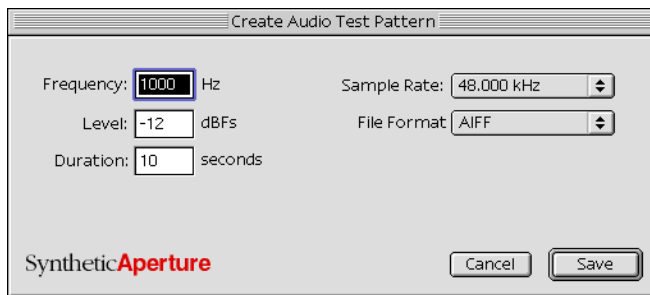 Create Audio Test Pattern
Frequency: 1000 Hz
Sample Rate: 48.000 kHz
Level: -12 dBFs
File Format AIFF
Duration: 10 seconds
SyntheticAperture
Cancel
Save